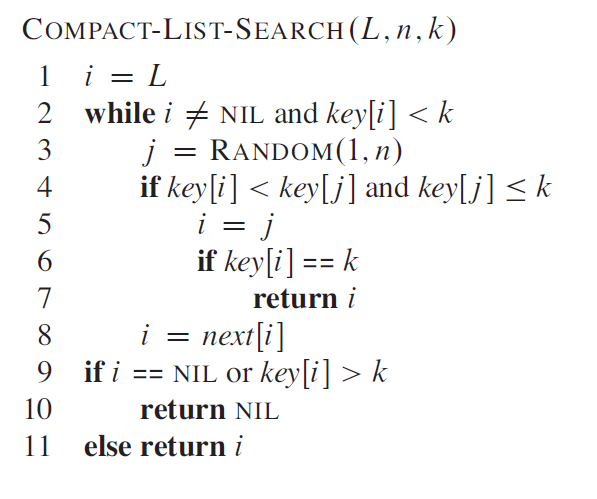 COMPACT-LIST-SEARCH(L, n, k)
1 i = L
2 while i ≠ NIL and key[i] < k
3 j = RANDOM(1, n)
4 if key[i] < key[j] and key[j] ≤ k
5 i = j
6 if key[i] == k
7 return i
8 i = next[i]
9 if i == NIL or key[i] > k
10 return NIL
11 else return i